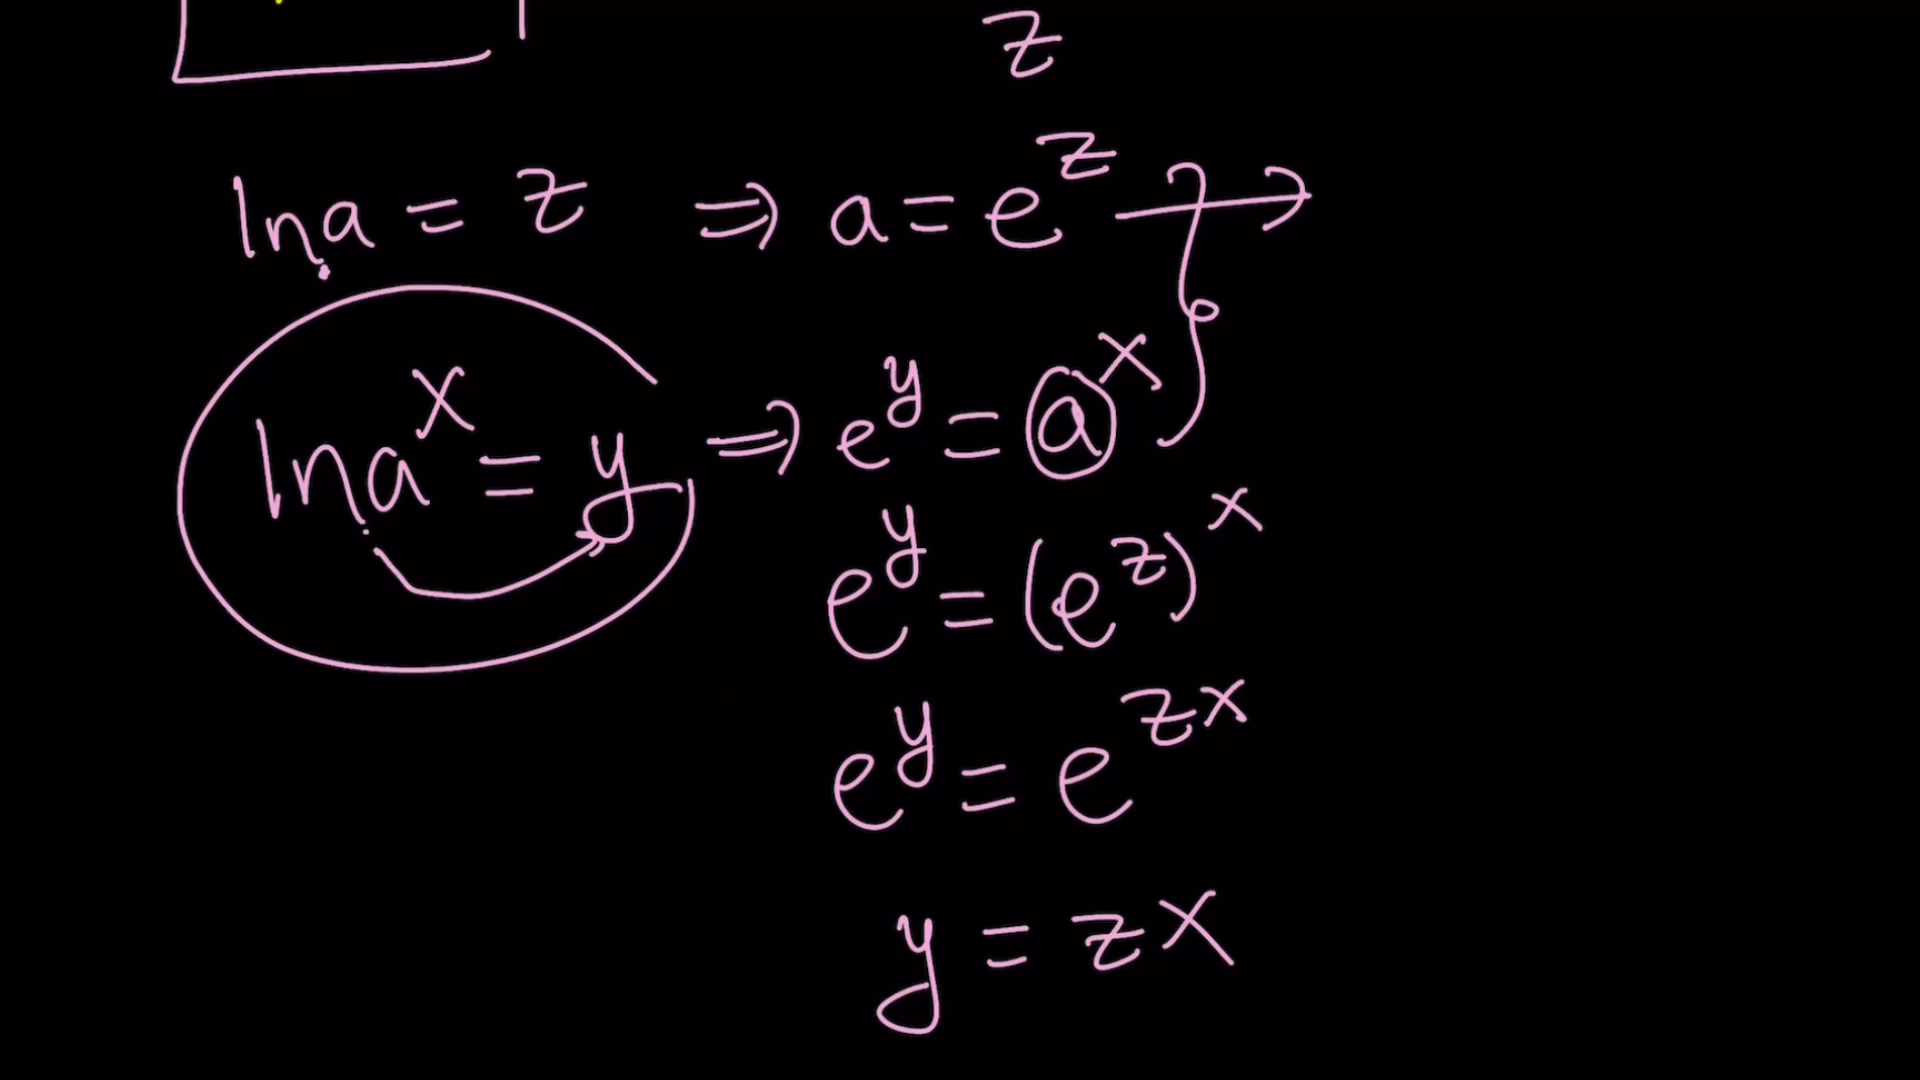 z
ln a = z ⇒ a = e^z
ln a^x = y ⇒ e^y = a^x
e^y = (e^z)^x
e^y = e^{zx}
y = zx